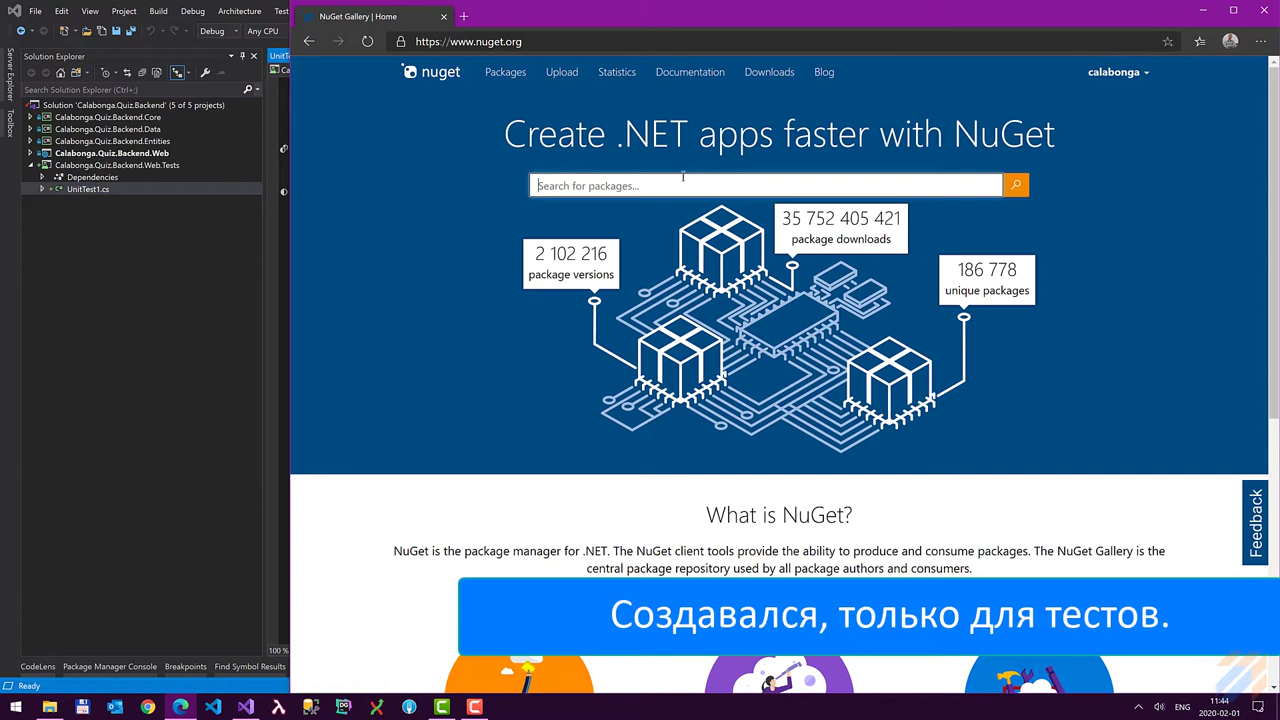 File
Edit
View
Project
Build
Debug
Test
Analyze
Debug
Any CPU
Server Explorer
Toolbox
Solution Explorer
Search Solution Explorer
Solution 'Calabonga.Quiz.Backend' (5 of 5 projects)
Calabonga.Quiz.Backend.Core
Calabonga.Quiz.Backend.Data
Calabonga.Quiz.Backend.Entities
Calabonga.Quiz.Backend.Web
Calabonga.Quiz.Backend.Web.Tests
Dependencies
UnitTest1.cs
UnitTe
Ca
100 %
CodeLens
Package Manager Console
Breakpoints
Find Symbol Results
Ready
NuGet Gallery | Home
https://www.nuget.org
nuget
Packages
Upload
Statistics
Documentation
Downloads
Blog
calabonga
Create .NET apps faster with NuGet
Search for packages...
35 752 405 421
package downloads
2 102 216
package versions
186 778
unique packages
What is NuGet?
NuGet is the package manager for .NET. The NuGet client tools provide the ability to produce and consume packages. The NuGet Gallery is the
central package repository used by all package authors and consumers.
Feedback
Создавался, только для тестов.
ENG
11:44
2020-02-01